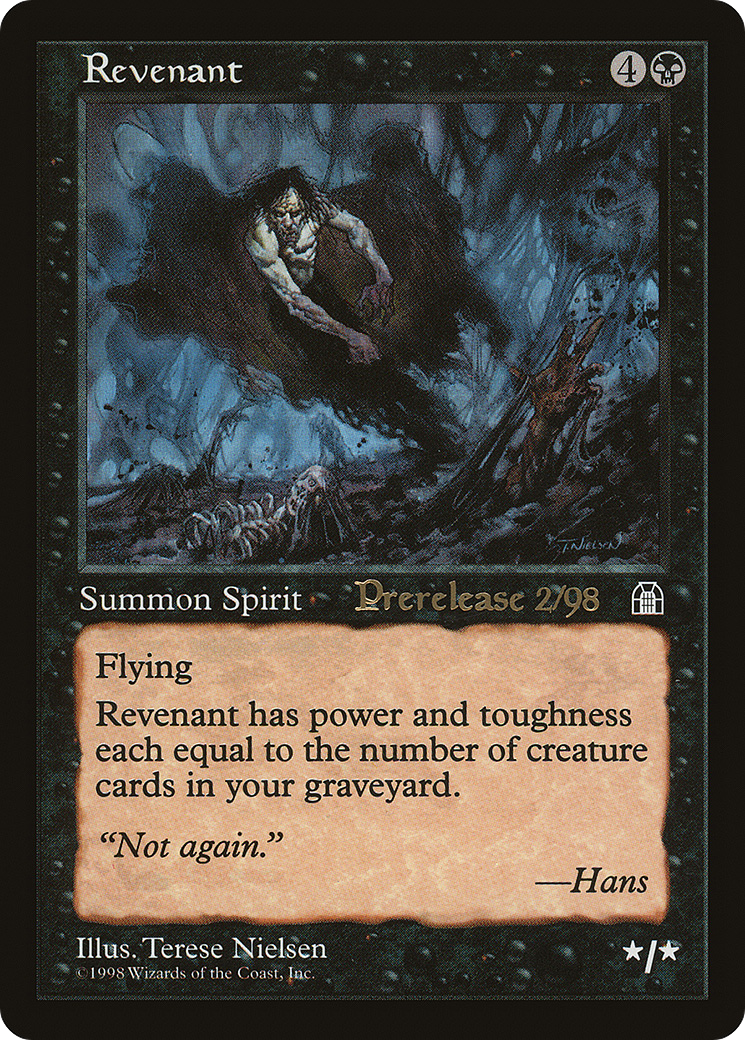 Revenant 4
T. NIELSEN
Summon Spirit Prerelease 2/98
Flying
Revenant has power and toughness
each equal to the number of creature
cards in your graveyard.
“Not again.”
—Hans
Illus. Terese Nielsen
©1998 Wizards of the Coast, Inc.
★/★